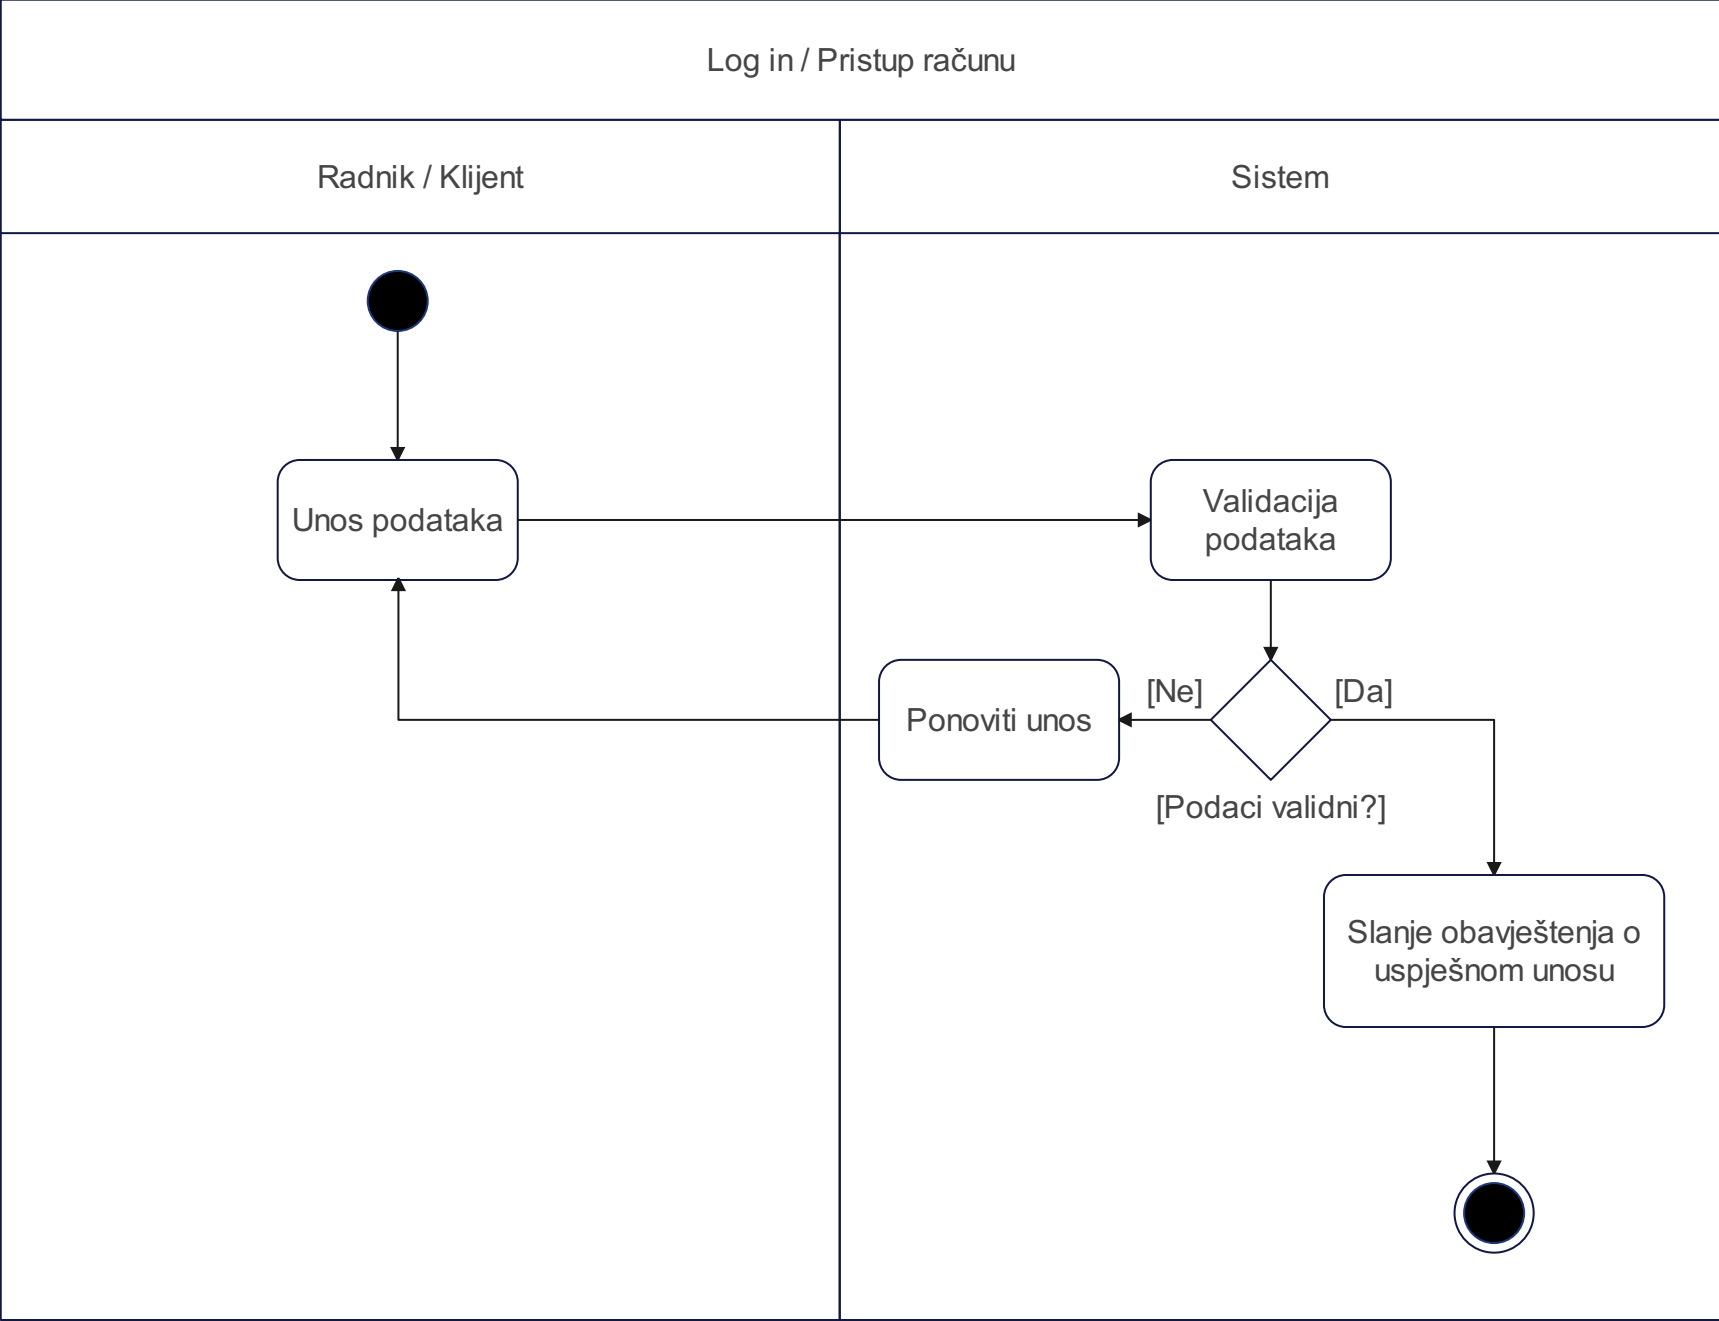 Log in / Pristup računu
Radnik / Klijent
Sistem
Unos podataka
Validacija
podataka
[Ne]
[Da]
Ponoviti unos
[Podaci validni?]
Slanje obavještenja o
uspješnom unosu